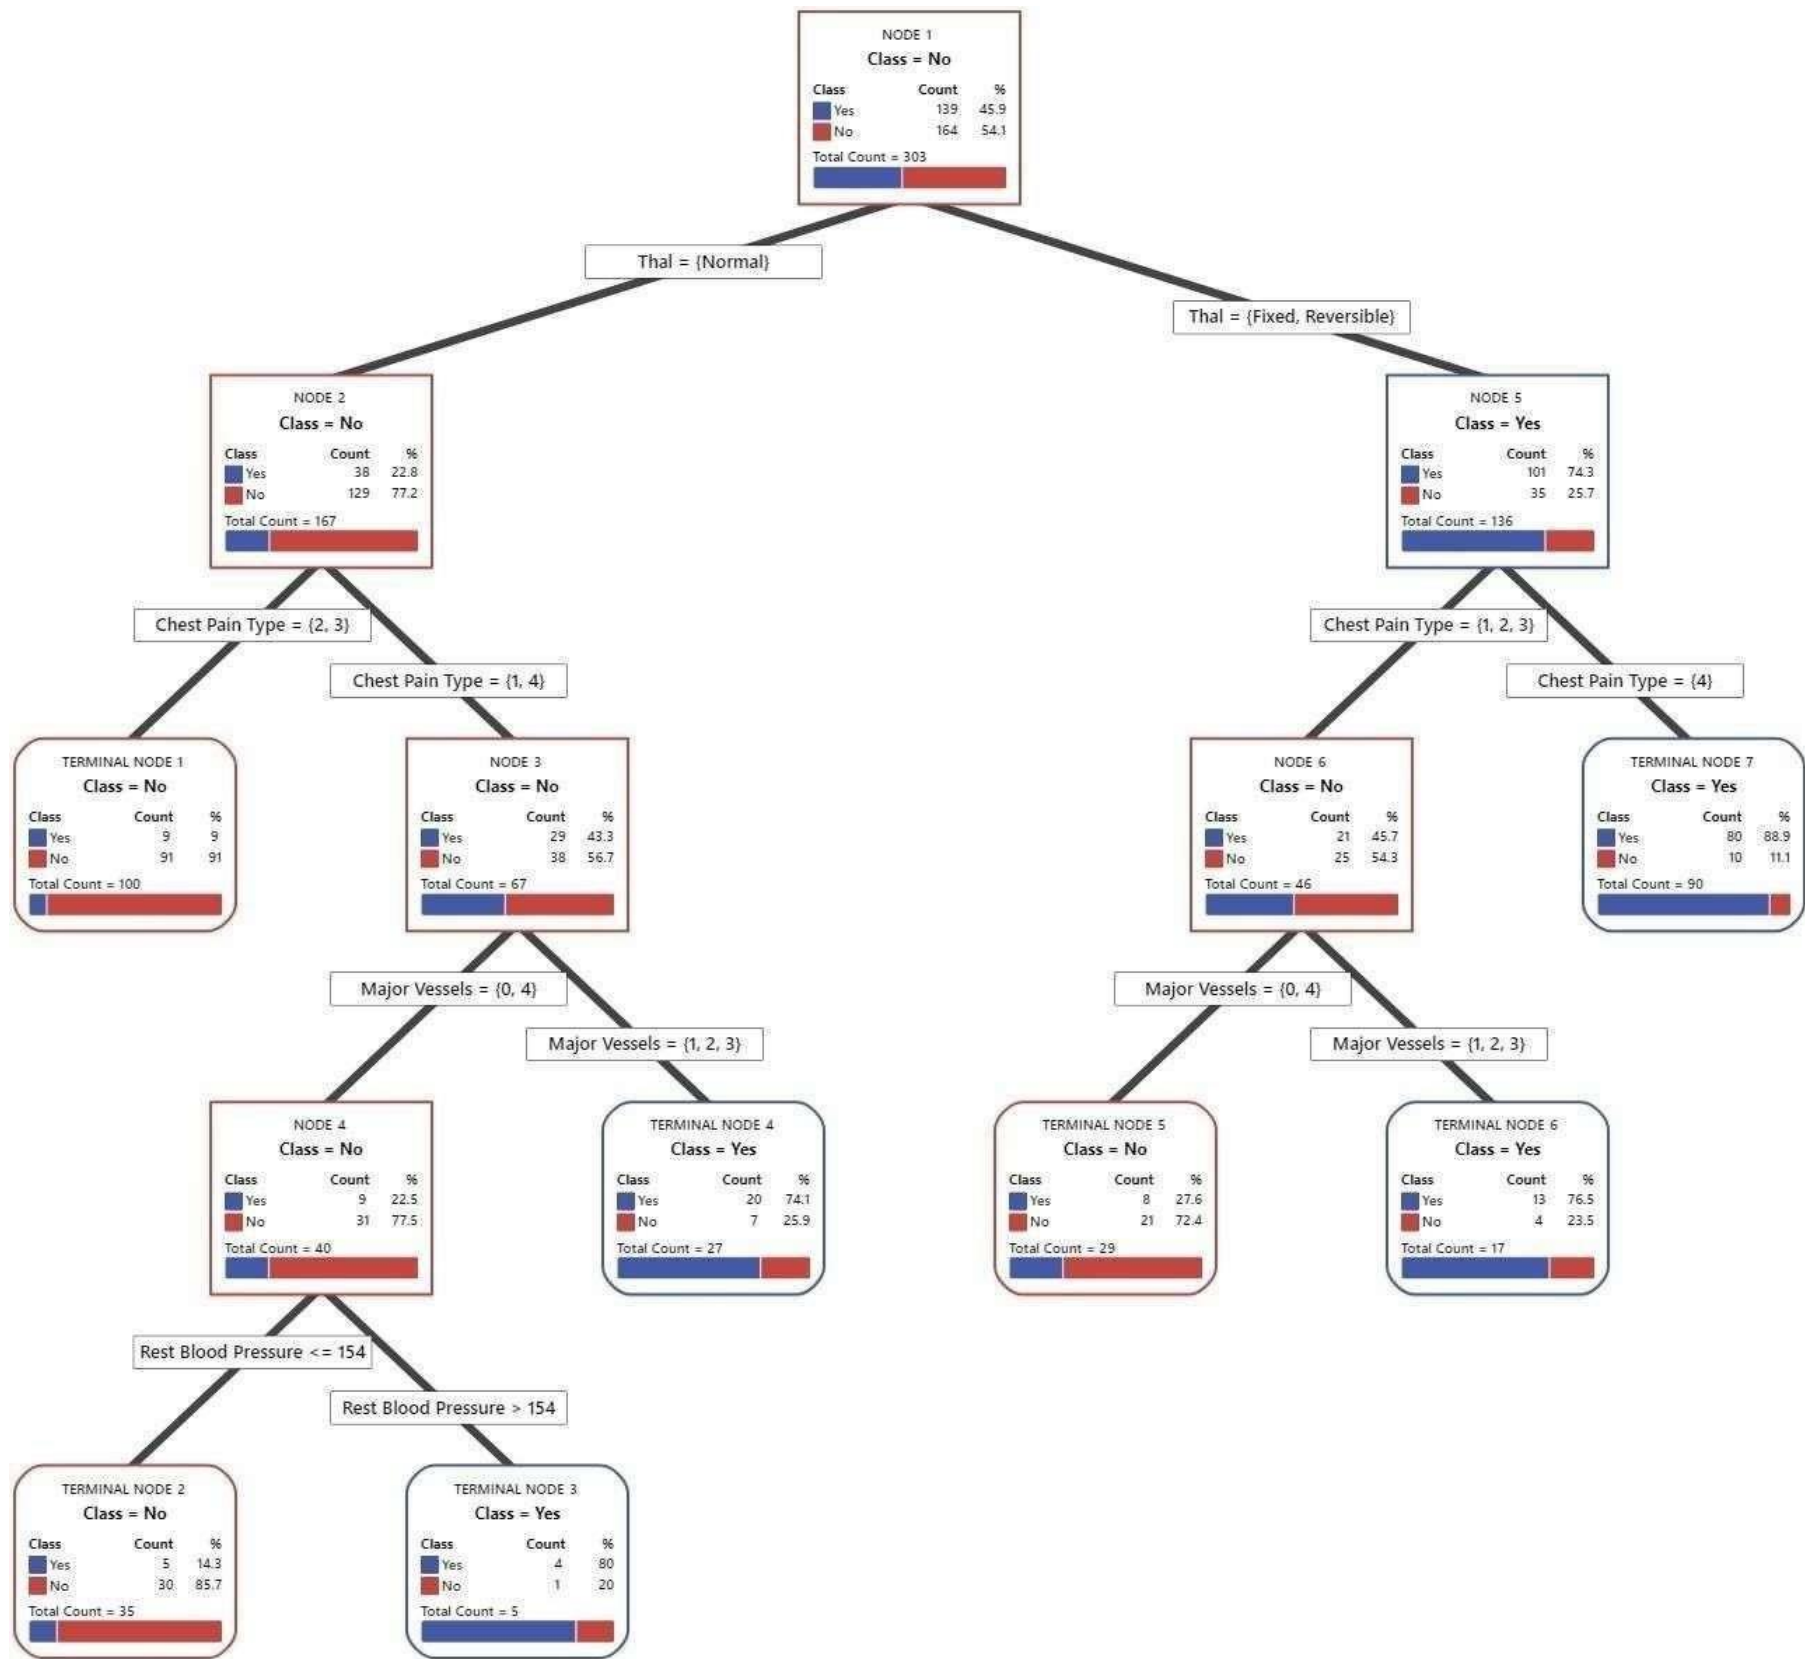 NODE 1
Class = No
Class Count %
Yes 139 45.9
No 164 54.1
Total Count = 303
Thal = {Normal}
Thal = {Fixed, Reversible}
NODE 2
Class = No
Class Count %
Yes 38 22.8
No 129 77.2
Total Count = 167
NODE 5
Class = Yes
Class Count %
Yes 101 74.3
No 35 25.7
Total Count = 136
Chest Pain Type = {2, 3}
Chest Pain Type = {1, 4}
Chest Pain Type = {1, 2, 3}
Chest Pain Type = {4}
TERMINAL NODE 1
Class = No
Class Count %
Yes 9 9
No 91 91
Total Count = 100
NODE 3
Class = No
Class Count %
Yes 29 43.3
No 38 56.7
Total Count = 67
NODE 6
Class = No
Class Count %
Yes 21 45.7
No 25 54.3
Total Count = 46
TERMINAL NODE 7
Class = Yes
Class Count %
Yes 80 88.9
No 10 11.1
Total Count = 90
Major Vessels = {0, 4}
Major Vessels = {1, 2, 3}
Major Vessels = {0, 4}
Major Vessels = {1, 2, 3}
NODE 4
Class = No
Class Count %
Yes 9 22.5
No 31 77.5
Total Count = 40
TERMINAL NODE 4
Class = Yes
Class Count %
Yes 20 74.1
No 7 25.9
Total Count = 27
TERMINAL NODE 5
Class = No
Class Count %
Yes 8 27.6
No 21 72.4
Total Count = 29
TERMINAL NODE 6
Class = Yes
Class Count %
Yes 13 76.5
No 4 23.5
Total Count = 17
Rest Blood Pressure <= 154
Rest Blood Pressure > 154
TERMINAL NODE 2
Class = No
Class Count %
Yes 5 14.3
No 30 85.7
Total Count = 35
TERMINAL NODE 3
Class = Yes
Class Count %
Yes 4 80
No 1 20
Total Count = 5